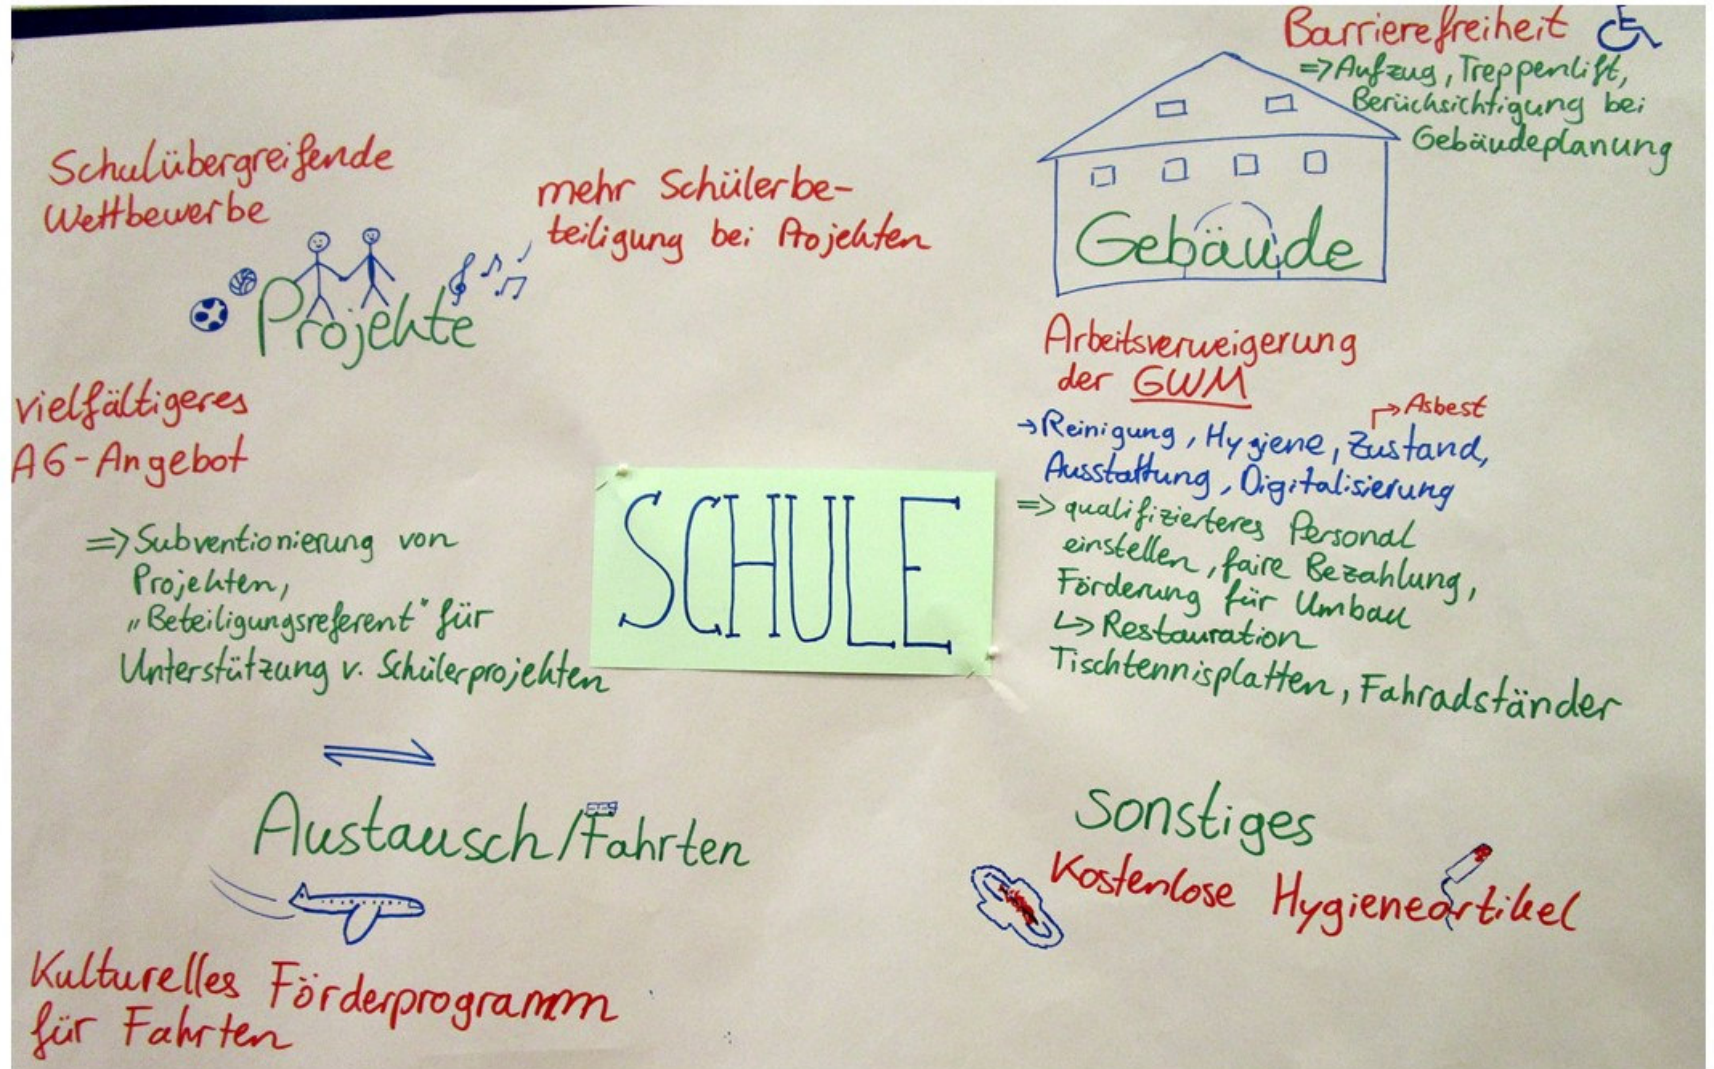 Schulübergreifende
Wettbewerbe
mehr Schülerbe-
teiligung bei Projekten
Projekte
vielfältigeres
AG-Angebot
⇒ Subventionierung von
Projekten,
„Beteiligungsreferent" für
Unterstützung v. Schülerprojekten
Barrierefreiheit
⇒ Aufzug, Treppenlift,
Berücksichtigung bei
Gebäudeplanung
Gebäude
Arbeitsverweigerung
der GWM
→ Asbest
→ Reinigung, Hygiene, Zustand,
Ausstattung, Digitalisierung
⇒ qualifizierteres Personal
einstellen, faire Bezahlung,
Förderung für Umbau
↳ Restauration
Tischtennisplatten, Fahradständer
SCHULE
Austausch/Fahrten
Kulturelles Förderprogramm
für Fahrten
Sonstiges
Kostenlose Hygieneartikel